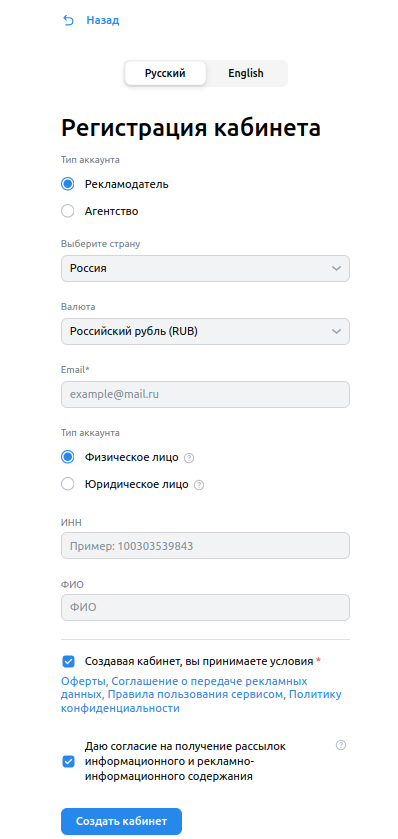 Назад
Русский English
Регистрация кабинета
Тип аккаунта
Рекламодатель
Агентство
Выберите страну
Россия
Валюта
Российский рубль (RUB)
Email*
example@mail.ru
Тип аккаунта
Физическое лицо ?
Юридическое лицо ?
ИНН
Пример: 100303539843
ФИО
ФИО
Создавая кабинет, вы принимаете условия *
Оферты, Соглашение о передаче рекламных
данных, Правила пользования сервисом, Политику
конфиденциальности
Даю согласие на получение рассылок ?
информационного и рекламно-
информационного содержания
Создать кабинет